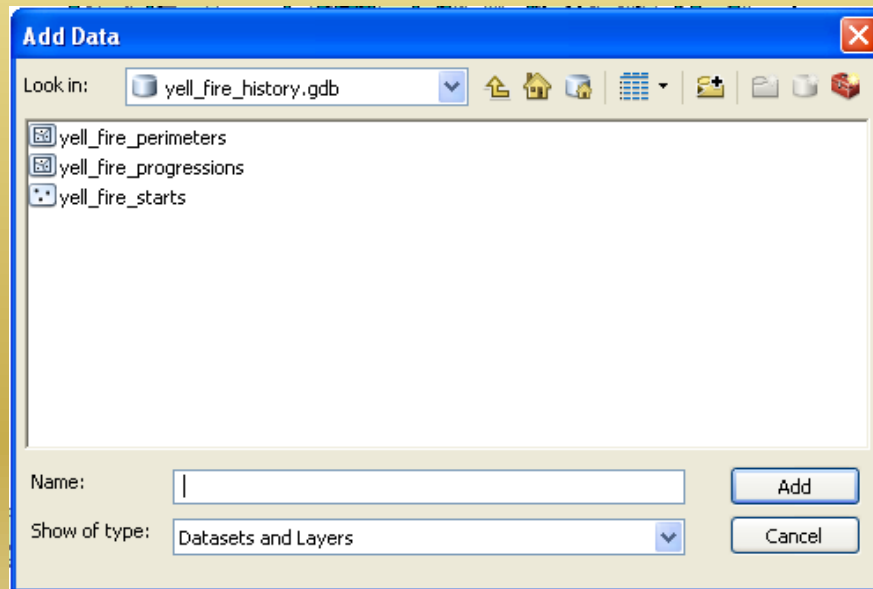 Add Data
Look in: yell_fire_history.gdb
yell_fire_perimeters
yell_fire_progressions
yell_fire_starts
Name: Add
Show of type: Datasets and Layers Cancel